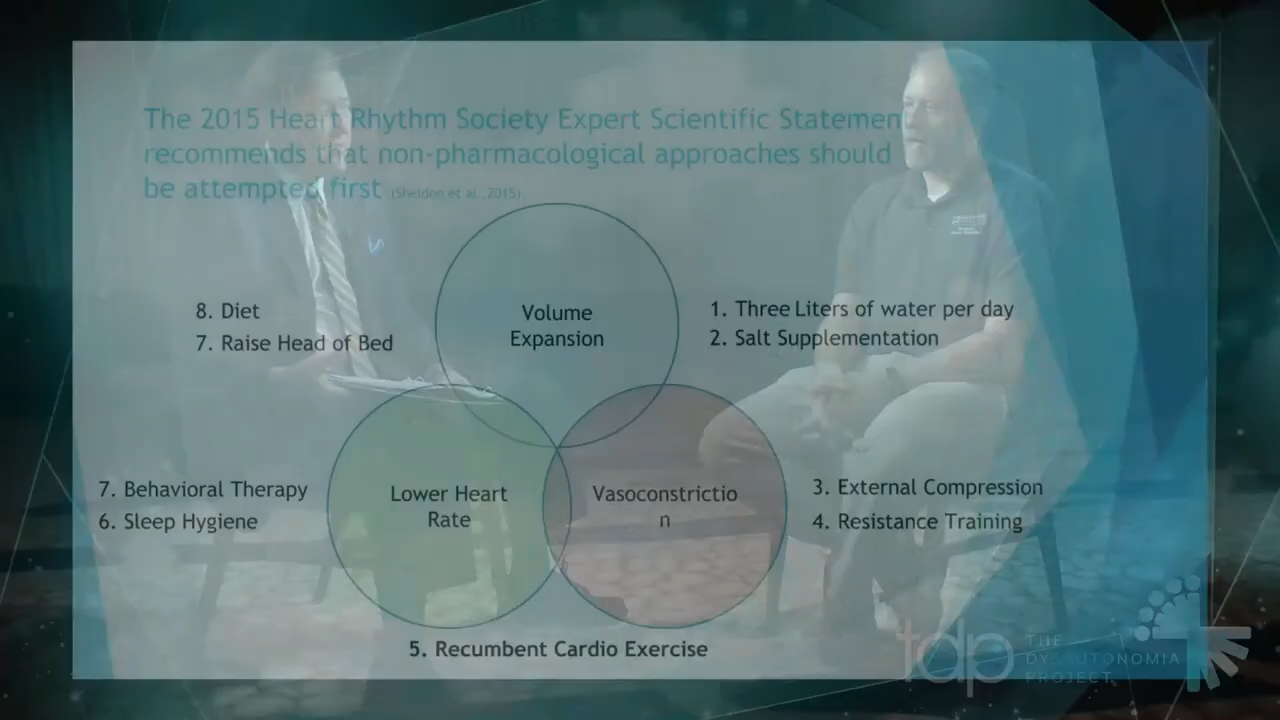 The 2015 Heart Rhythm Society Expert Scientific Statemen
recommends that non-pharmacological approaches should
be attempted first (Sheldon et al., 2015)
8. Diet
7. Raise Head of Bed
Volume
Expansion
1. Three Liters of water per day
2. Salt Supplementation
7. Behavioral Therapy
6. Sleep Hygiene
Lower Heart
Rate
Vasoconstrictio
n
3. External Compression
4. Resistance Training
5. Recumbent Cardio Exercise
tdp
THE
DYSAUTONOMIA
PROJECT